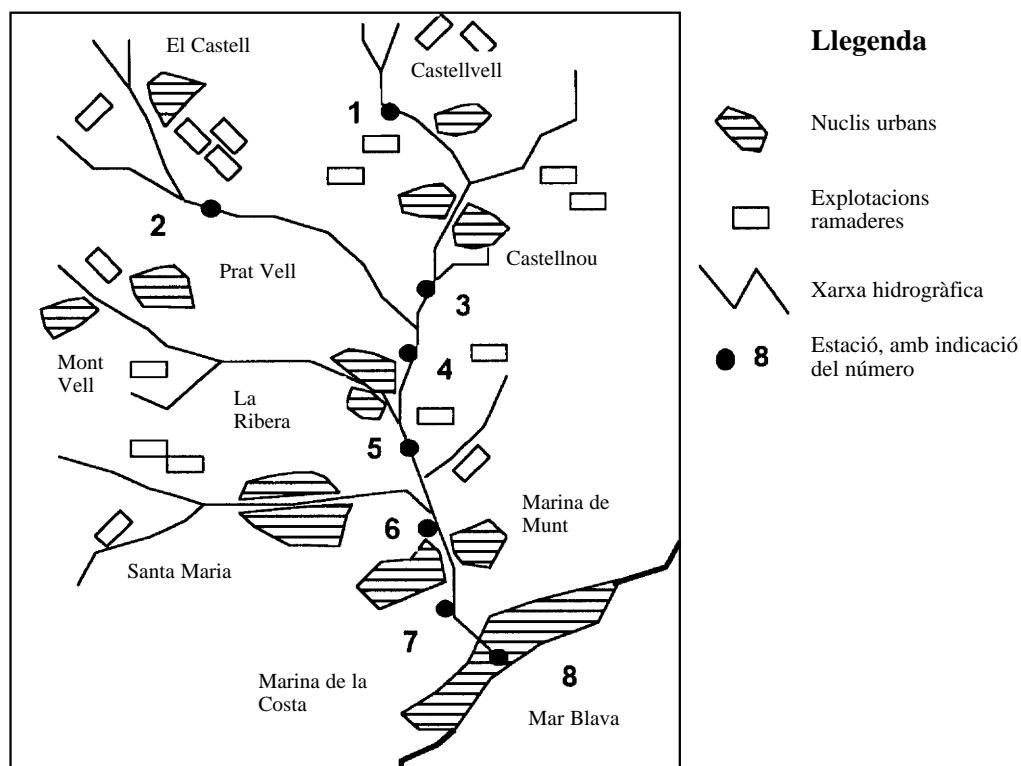 El Castell
Castellvell
1
2
Prat Vell
Castellnou
3
Mont
Vell
4
La
Ribera
5
Marina de
Munt
6
Santa Maria
7
Marina de la
Costa
8
Mar Blava
Llegenda
Nuclis urbans
Explotacions
ramaderes
Xarxa hidrogràfica
8 Estació, amb indicació
del número